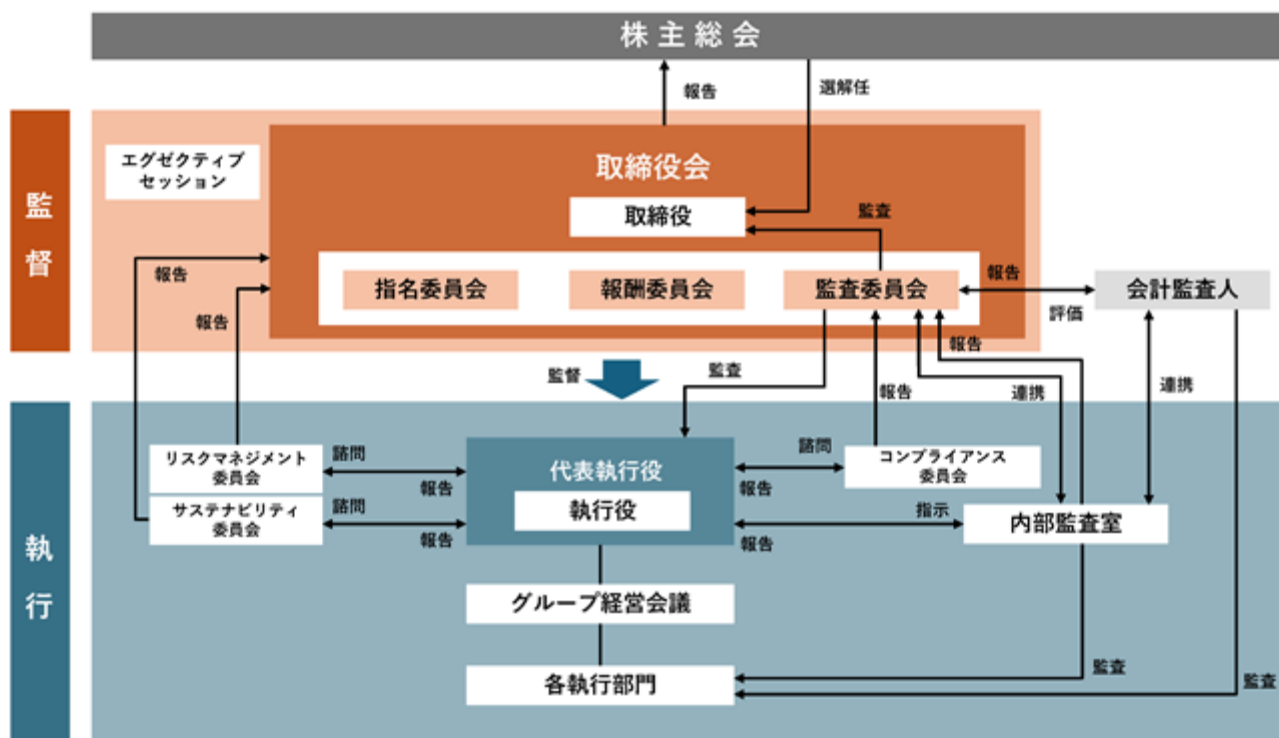 株主総会
報告
選解任
監督
エグゼクティブ
セッション
取締役会
取締役
監査
報告
報告
指名委員会
報酬委員会
監査委員会
報告
評価
会計監査人
監督
監査
報告
報告
連携
連携
執行
リスクマネジメント
委員会
諮問
報告
サステナビリティ
委員会
諮問
報告
代表執行役
執行役
諮問
報告
コンプライアンス
委員会
指示
報告
内部監査室
グループ経営会議
各執行部門
監査
監査